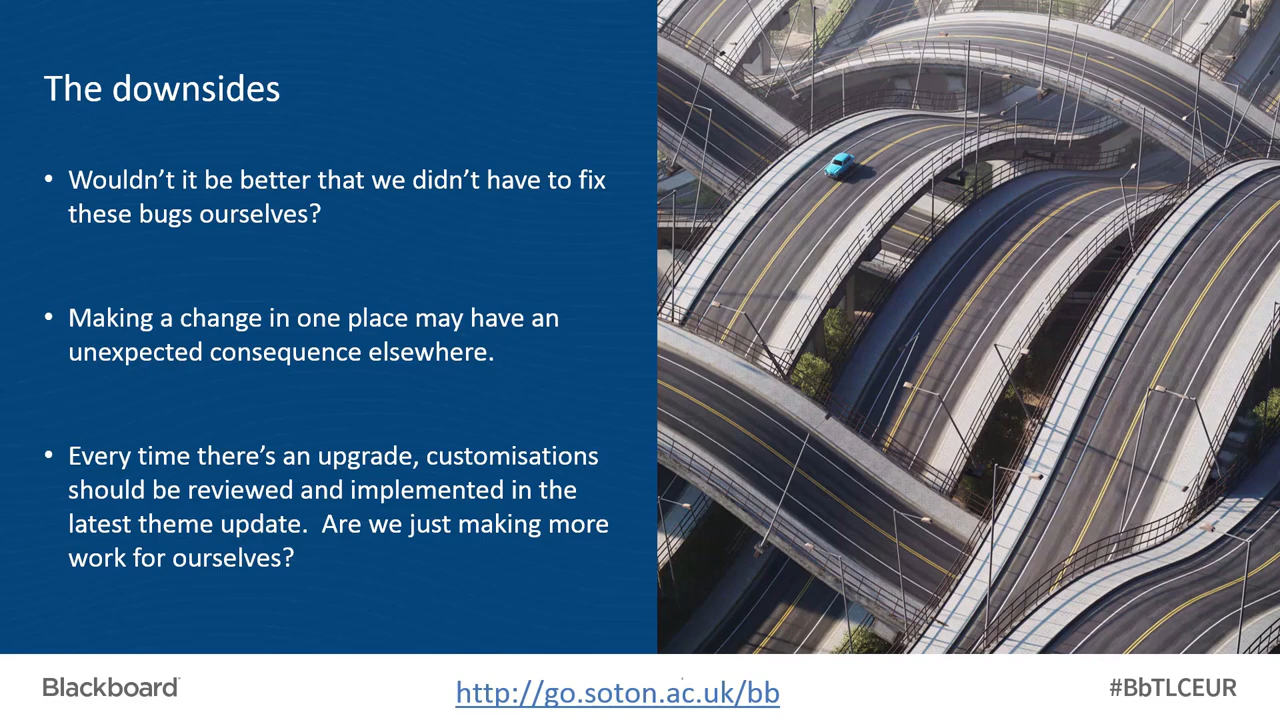 The downsides
• Wouldn’t it be better that we didn’t have to fix
these bugs ourselves?
• Making a change in one place may have an
unexpected consequence elsewhere.
• Every time there’s an upgrade, customisations
should be reviewed and implemented in the
latest theme update.  Are we just making more
work for ourselves?
Blackboard
http://go.soton.ac.uk/bb
#BbTLCEUR